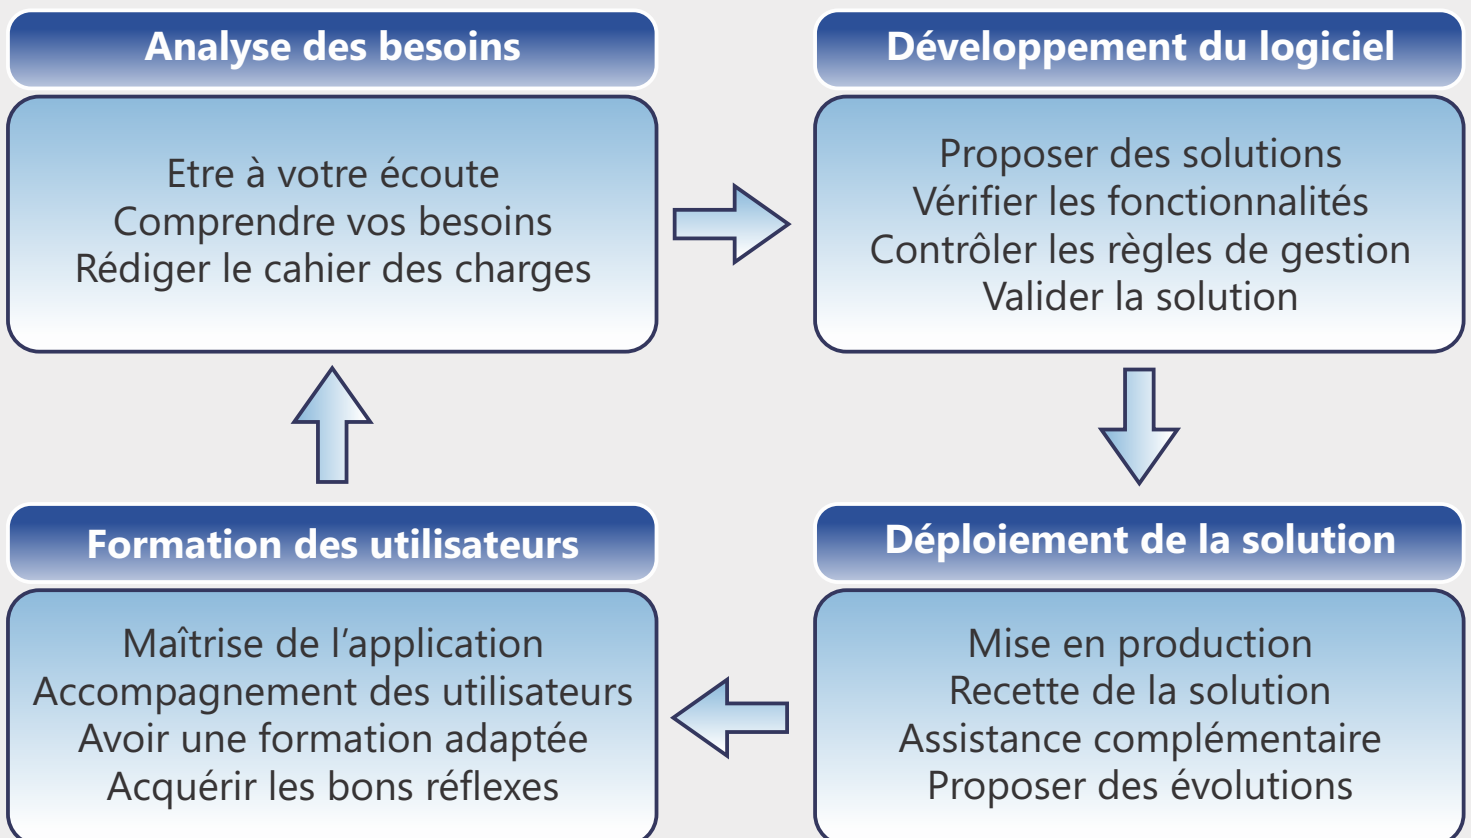 Analyse des besoins
Etre à votre écoute
Comprendre vos besoins
Rédiger le cahier des charges
Développement du logiciel
Proposer des solutions
Vérifier les fonctionnalités
Contrôler les règles de gestion
Valider la solution
Déploiement de la solution
Mise en production
Recette de la solution
Assistance complémentaire
Proposer des évolutions
Formation des utilisateurs
Maîtrise de l’application
Accompagnement des utilisateurs
Avoir une formation adaptée
Acquérir les bons réflexes